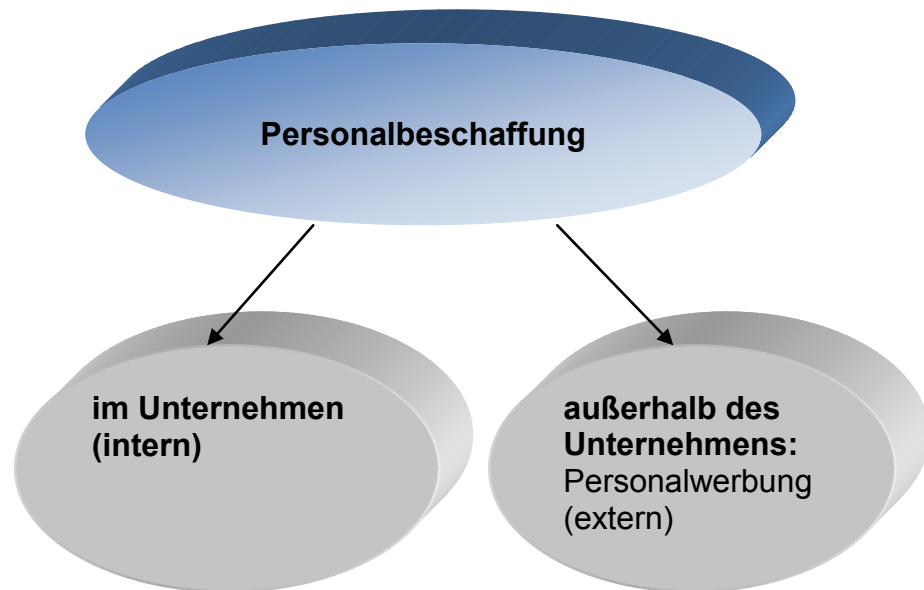 Personalbeschaffung
im Unternehmen
(intern)
außerhalb des
Unternehmens:
Personalwerbung
(extern)